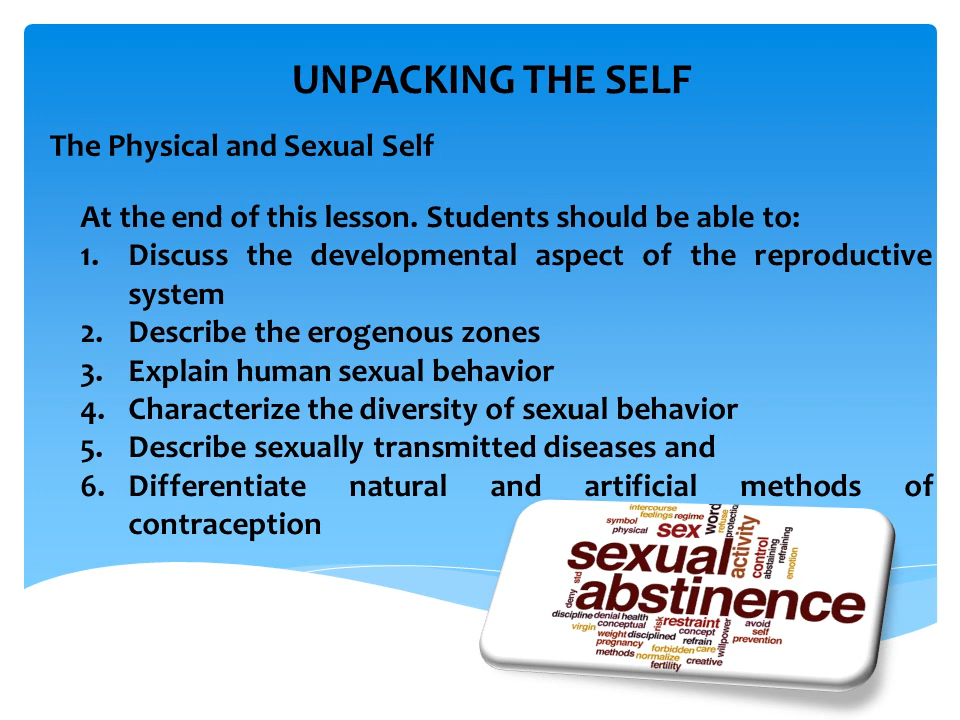 UNPACKING THE SELF
The Physical and Sexual Self
At the end of this lesson. Students should be able to:
1. Discuss the developmental aspect of the reproductive
system
2. Describe the erogenous zones
3. Explain human sexual behavior
4. Characterize the diversity of sexual behavior
5. Describe sexually transmitted diseases and
6. Differentiate natural and artificial methods of
contraception
intercourse
feelings regime
symbol
physical
sex
word
refuse
protection
activity
control
abstaining
refraining
emotion
sexual
std
deny
abstinence
discipline denial health
virgin conceptual
risk
restraint
weight disciplined
concept
pregnancy
refrain
methods
forbidden care
normalize
creative
fertility
willpower
avoid
self
prevention